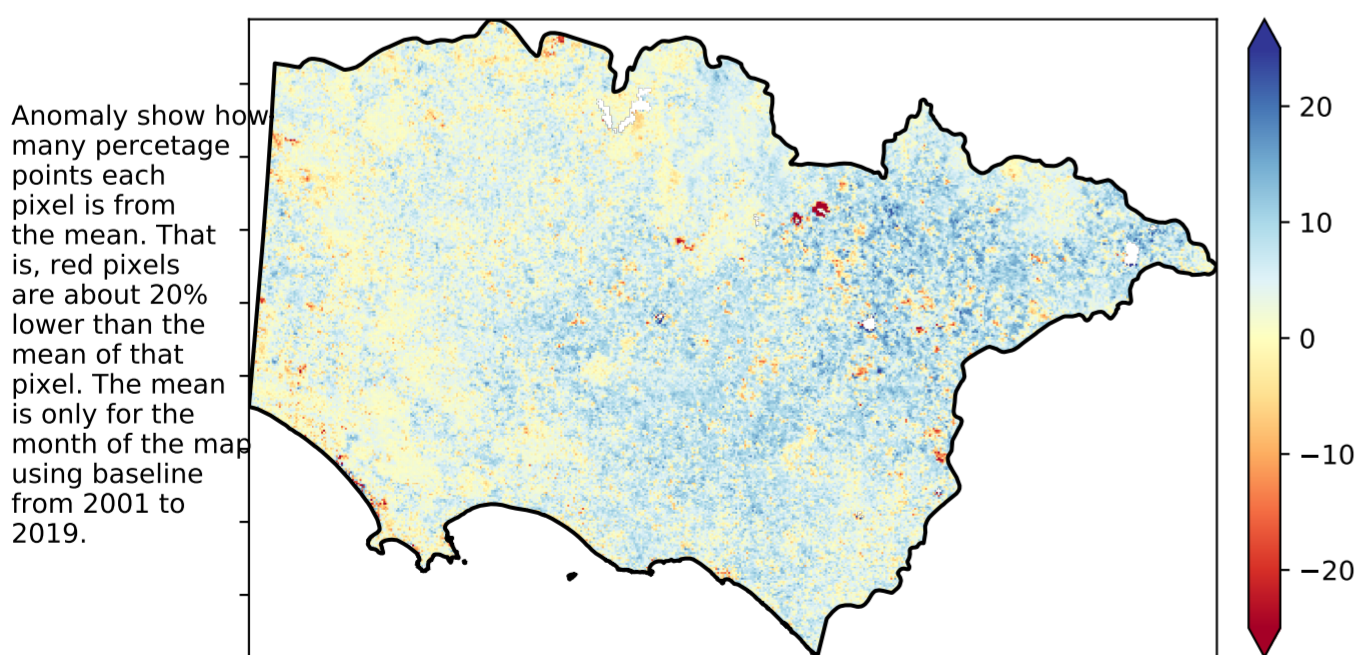 Anomaly show how
many percetage
points each
pixel is from
the mean. That
is, red pixels
are about 20%
lower than the
mean of that
pixel. The mean
is only for the
month of the map
using baseline
from 2001 to
2019.
20
10
0
−10
−20